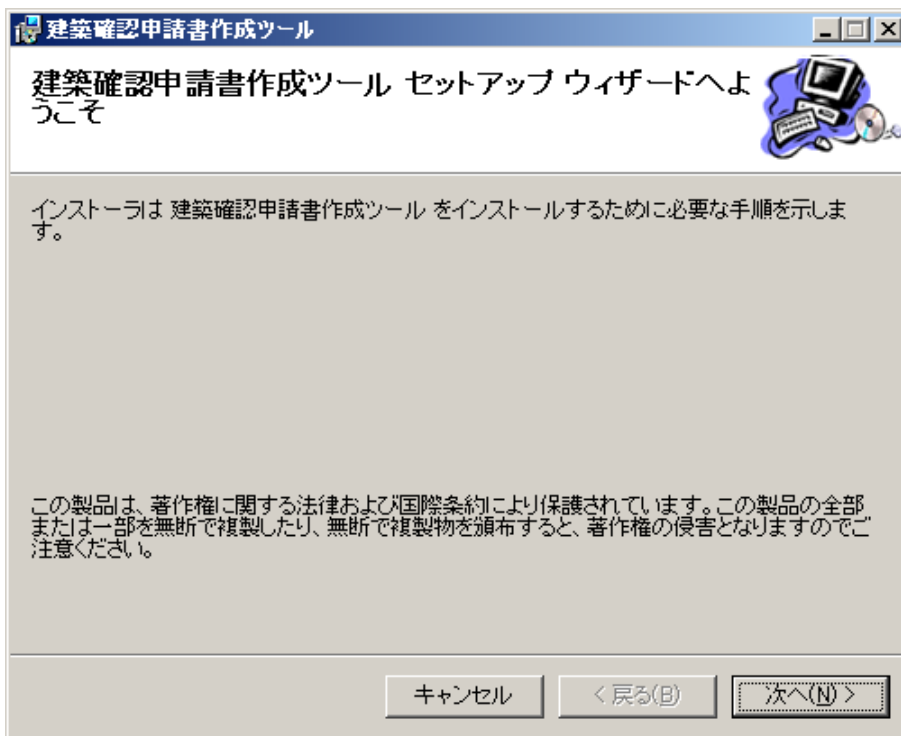 建築確認申請書作成ツール
建築確認申請書作成ツール セットアップ ウィザードへよ
うこそ
インストーラは 建築確認申請書作成ツール をインストールするために必要な手順を示しま
す。
この製品は、著作権に関する法律および国際条約により保護されています。この製品の全部
または一部を無断で複製したり、無断で複製物を頒布すると、著作権の侵害となりますのでご
注意ください。
キャンセル
< 戻る(B)
次へ(N) >